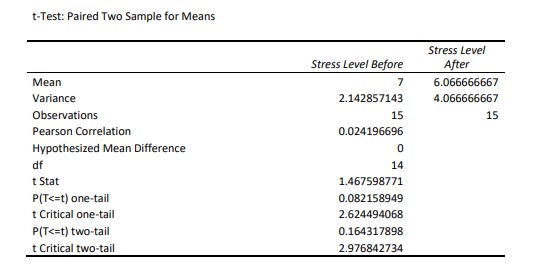 t-Test: Paired Two Sample for Means
Stress Level Before Stress Level After
Mean 7 6.066666667
Variance 2.142857143 4.066666667
Observations 15 15
Pearson Correlation 0.024196696
Hypothesized Mean Difference 0
df 14
t Stat 1.467598771
P(T<=t) one-tail 0.082158949
t Critical one-tail 2.624494068
P(T<=t) two-tail 0.164317898
t Critical two-tail 2.976842734